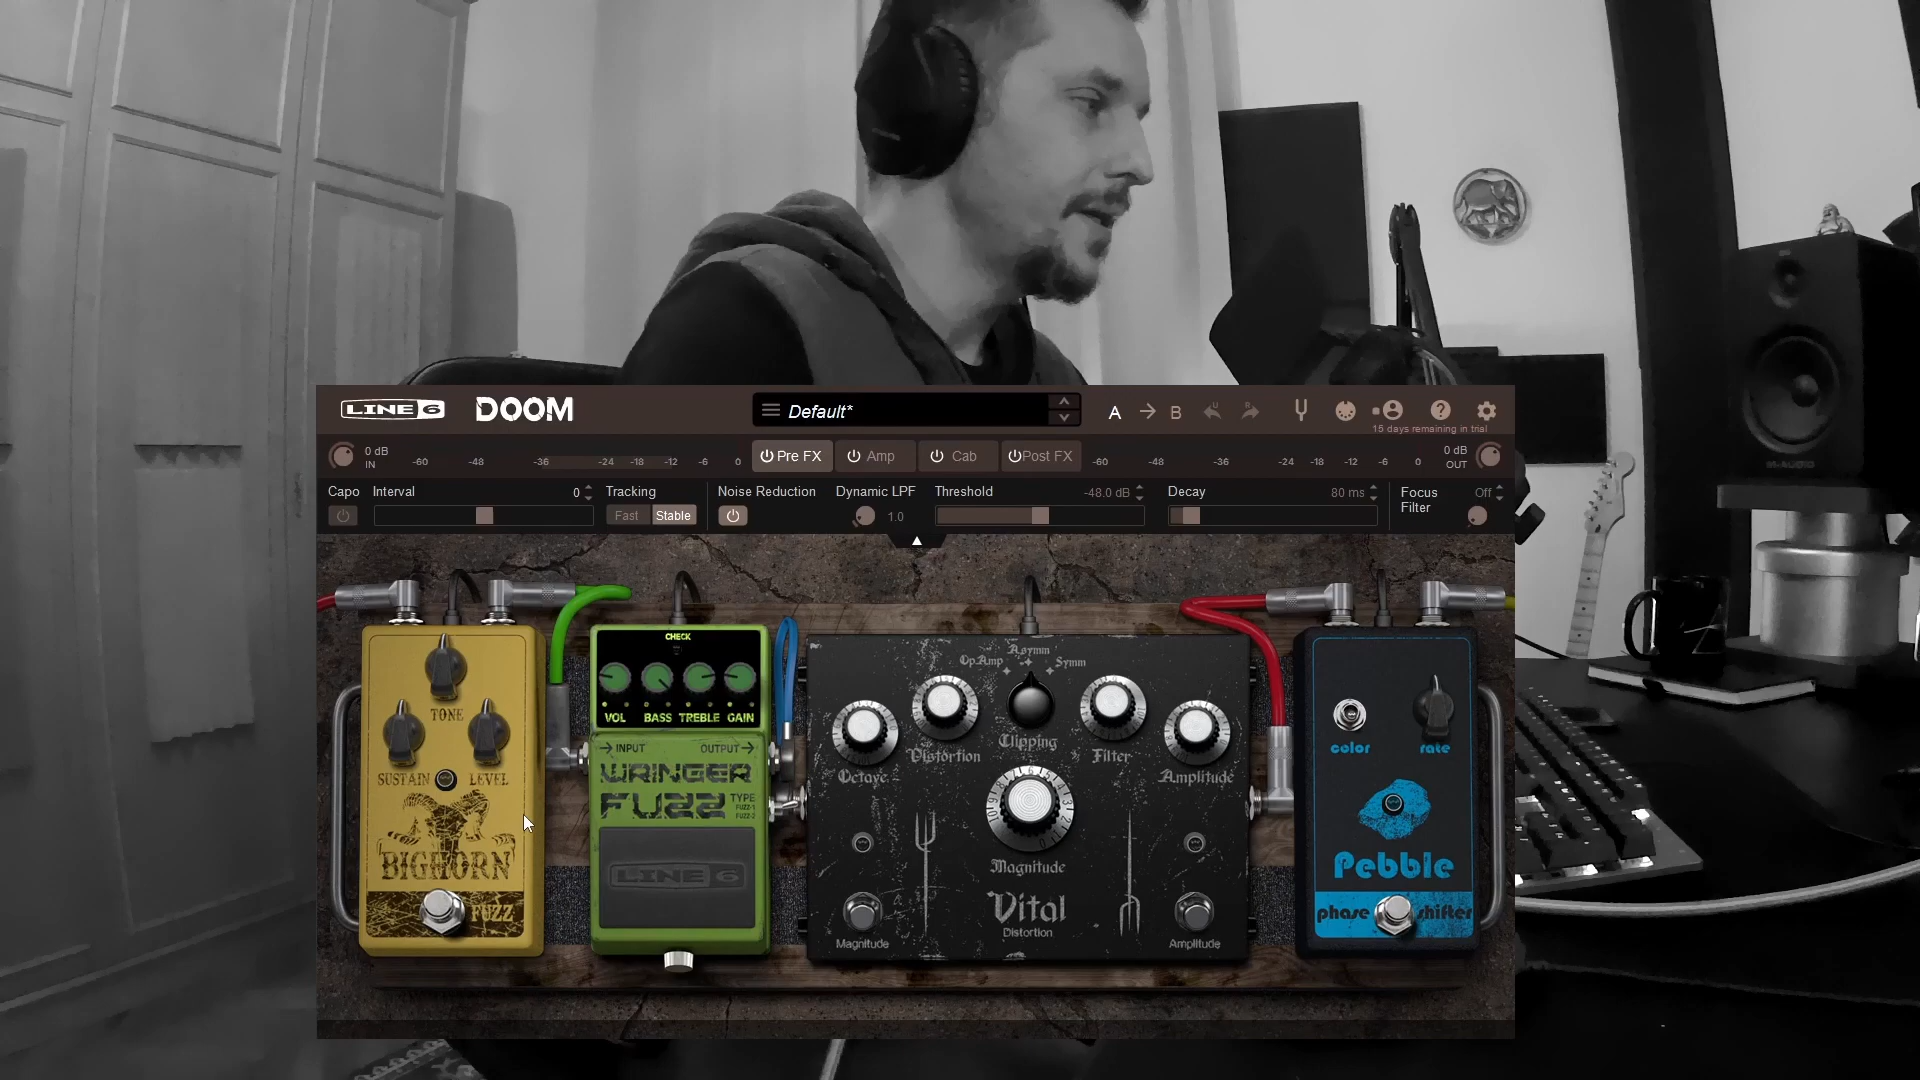 LINE 6 DOOM Default* A B
15 days remaining in trial
0 dB IN -60 -48 -36 -24 -18 -12 -6 0 Pre FX Amp Cab Post FX -60 -48 -36 -24 -18 -12 -6 0 0 dB OUT
Capo Interval 0 Tracking Noise Reduction Dynamic LPF Threshold -48.0 dB Decay 80 ms Focus Filter Off
Fast Stable 1.0
TONE
SUSTAIN LEVEL
BIGHORN
FUZZ
CHECK
VOL BASS TREBLE GAIN
INPUT OUTPUT
WRINGER
FUZZ TYPE
FUZZ-1
FUZZ-2
LINE 6
Op.Amp Asymm Symm
Octave Distortion Clipping Filter Amplitude
Magnitude
Vital
Distortion
Magnitude Amplitude
color rate
Pebble
phase shifter
M-AUDIO